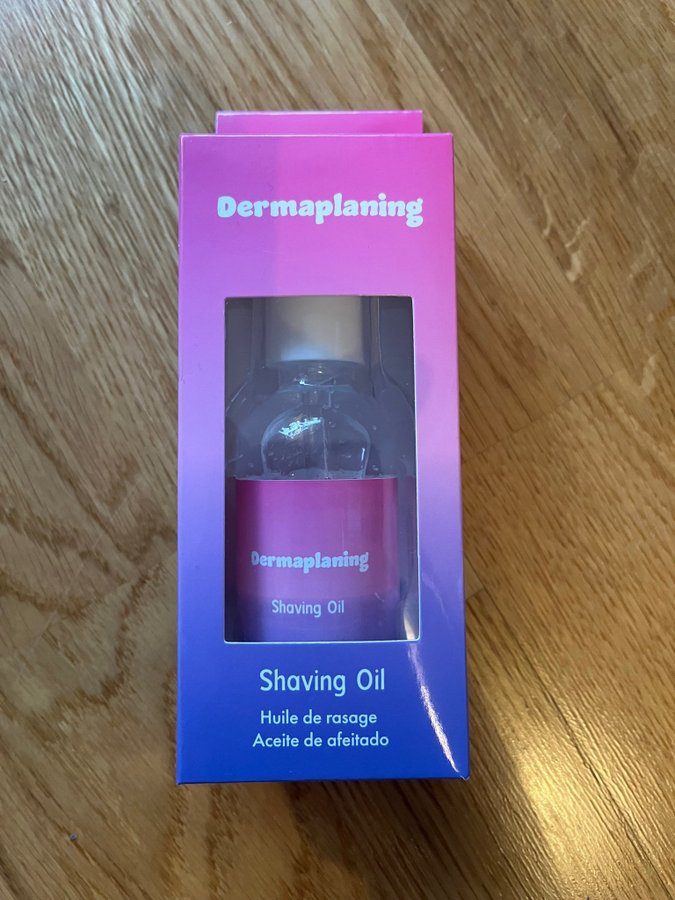 Dermaplaning
Dermaplaning
Shaving Oil
Shaving Oil
Huile de rasage
Aceite de afeitado